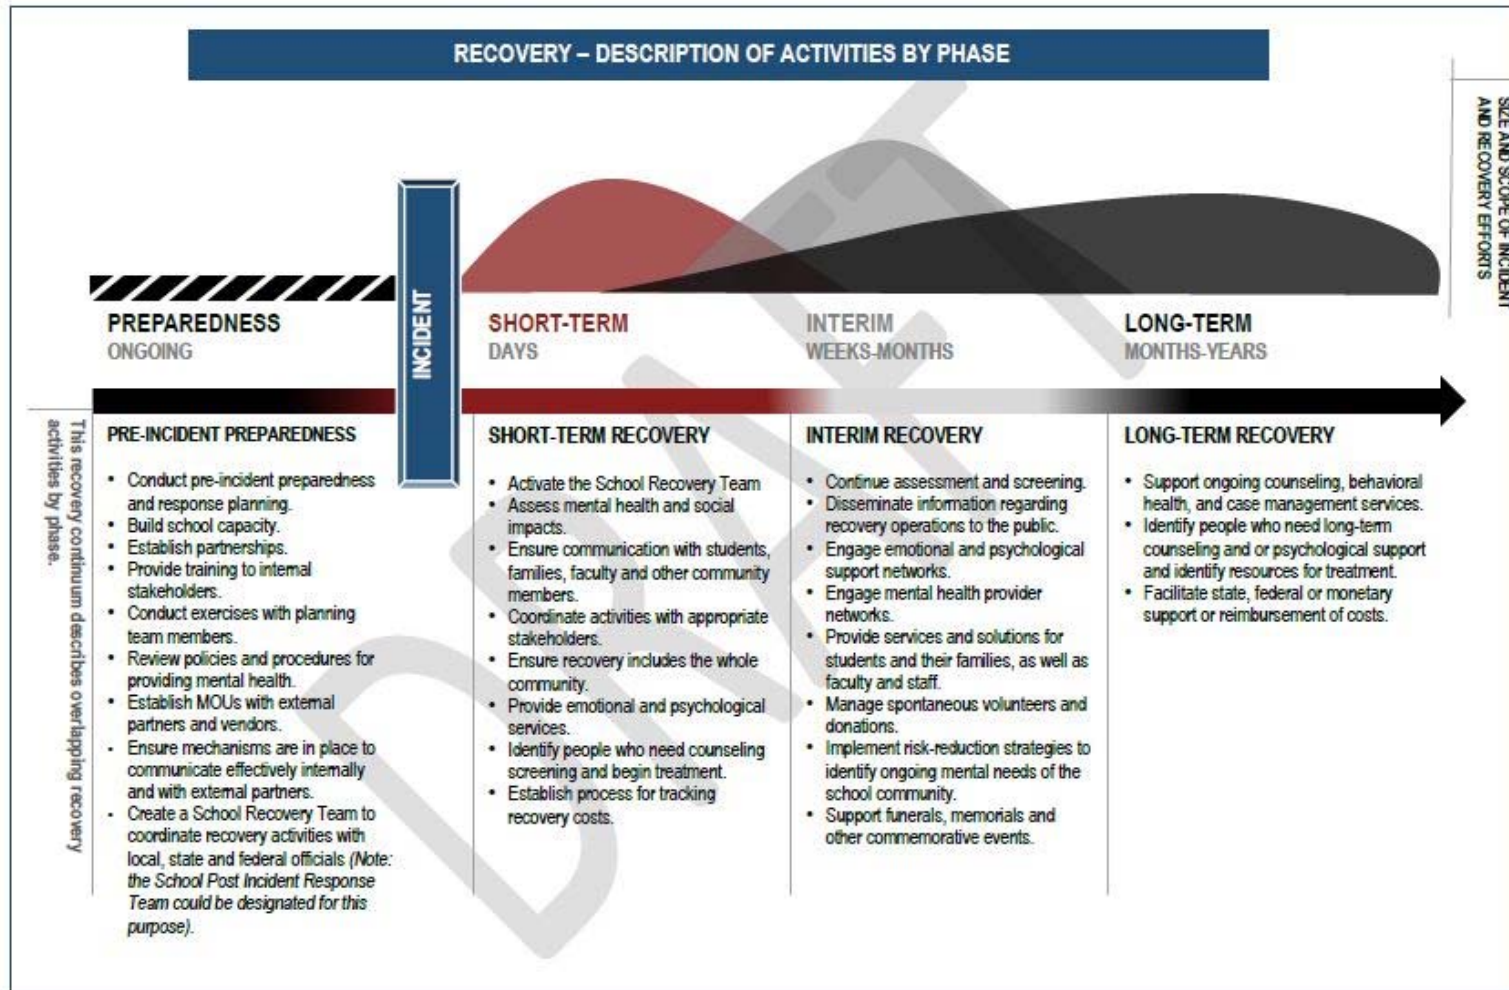 RECOVERY – DESCRIPTION OF ACTIVITIES BY PHASE
SIZE AND SCOPE OF INCIDENT
AND RECOVERY EFFORTS
INCIDENT
PREPAREDNESS
ONGOING
SHORT-TERM
DAYS
INTERIM
WEEKS-MONTHS
LONG-TERM
MONTHS-YEARS
This recovery continuum describes overlapping recovery
activities by phase.
PRE-INCIDENT PREPAREDNESS
• Conduct pre-incident preparedness
and response planning.
• Build school capacity.
• Establish partnerships.
• Provide training to internal
stakeholders.
• Conduct exercises with planning
team members.
• Review policies and procedures for
providing mental health.
• Establish MOUs with external
partners and vendors.
- Ensure mechanisms are in place to
communicate effectively internally
and with external partners.
- Create a School Recovery Team to
coordinate recovery activities with
local, state and federal officials (Note:
the School Post Incident Response
Team could be designated for this
purpose).
SHORT-TERM RECOVERY
• Activate the School Recovery Team
• Assess mental health and social
impacts.
• Ensure communication with students,
families, faculty and other community
members.
• Coordinate activities with appropriate
stakeholders.
• Ensure recovery includes the whole
community.
• Provide emotional and psychological
services.
• Identify people who need counseling
screening and begin treatment.
• Establish process for tracking
recovery costs.
INTERIM RECOVERY
• Continue assessment and screening.
• Disseminate information regarding
recovery operations to the public.
• Engage emotional and psychological
support networks.
• Engage mental health provider
networks.
• Provide services and solutions for
students and their families, as well as
faculty and staff.
• Manage spontaneous volunteers and
donations.
• Implement risk-reduction strategies to
identify ongoing mental needs of the
school community.
• Support funerals, memorials and
other commemorative events.
LONG-TERM RECOVERY
• Support ongoing counseling, behavioral
health, and case management services.
• Identify people who need long-term
counseling and or psychological support
and identify resources for treatment.
• Facilitate state, federal or monetary
support or reimbursement of costs.
DRAFT